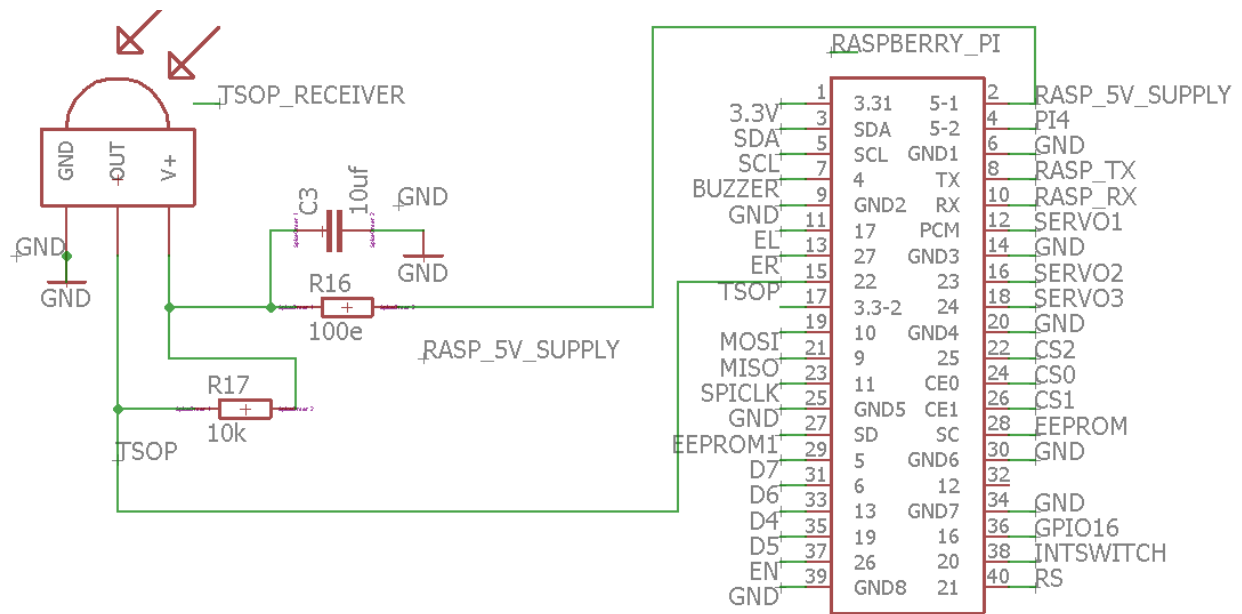 RASPBERRY_PI
TSOP_RECEIVER
GND
OUT
V+
GND
GND
C3
10uf
GND
GND
R16
100e
RASP_5V_SUPPLY
R17
10k
TSOP
1 3.31 5-1 2 RASP_5V_SUPPLY
3.3V 3 SDA 5-2 4 PI4
SDA 5 SCL GND1 6 GND
SCL 7 4 TX 8 RASP_TX
BUZZER 9 GND2 RX 10 RASP_RX
GND 11 17 PCM 12 SERVO1
EL 13 27 GND3 14 GND
ER 15 22 23 16 SERVO2
TSOP 17 3.3-2 24 18 SERVO3
19 10 GND4 20 GND
MOSI 21 9 25 22 CS2
MISO 23 11 CE0 24 CS0
SPICLK 25 GND5 CE1 26 CS1
GND 27 SD SC 28 EEPROM
EEPROM1 29 5 GND6 30 GND
D7 31 6 12 32
D6 33 13 GND7 34 GND
D4 35 19 16 36 GPIO16
D5 37 26 20 38 INTSWITCH
EN 39 GND8 21 40 RS
GND